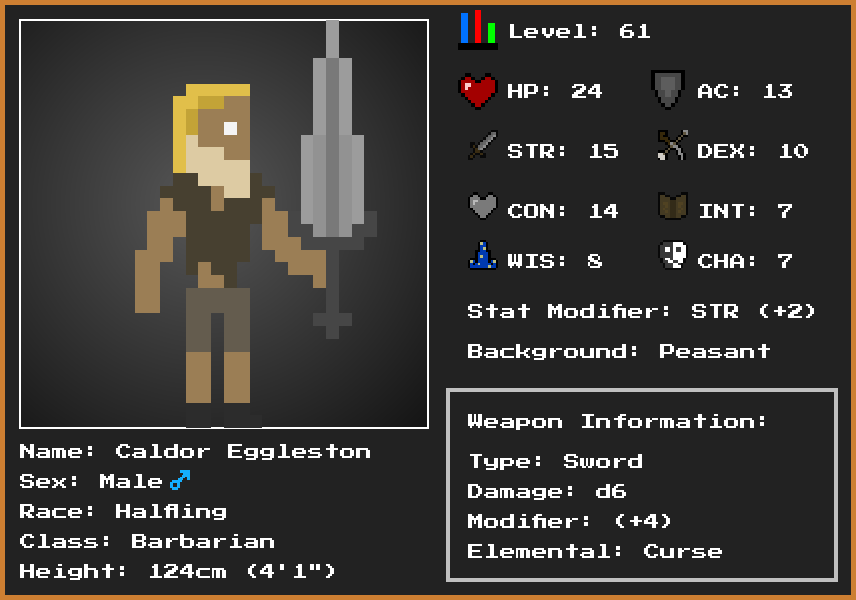 Level: 61
HP: 24
AC: 13
STR: 15
DEX: 10
CON: 14
INT: 7
WIS: 8
CHA: 7
Stat Modifier: STR (+2)
Background: Peasant
Weapon Information:
Type: Sword
Damage: d6
Modifier: (+4)
Elemental: Curse
Name: Caldor Eggleston
Sex: Male♂
Race: Halfling
Class: Barbarian
Height: 124cm (4'1")